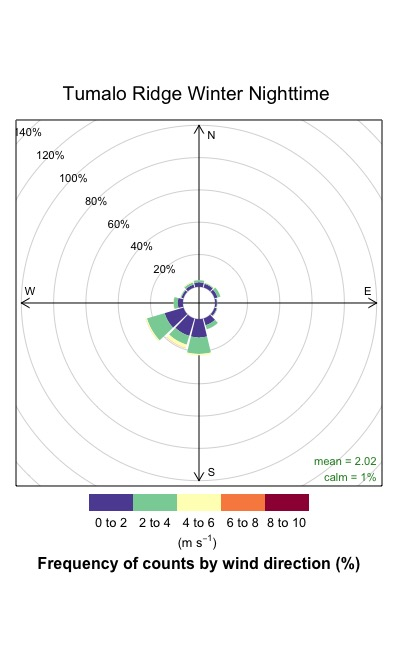 Tumalo Ridge Winter Nighttime
140%
N
120%
100%
80%
60%
40%
20%
W
E
S
mean = 2.02
calm = 1%
0 to 2 2 to 4 4 to 6 6 to 8 8 to 10
(m s⁻¹)
Frequency of counts by wind direction (%)